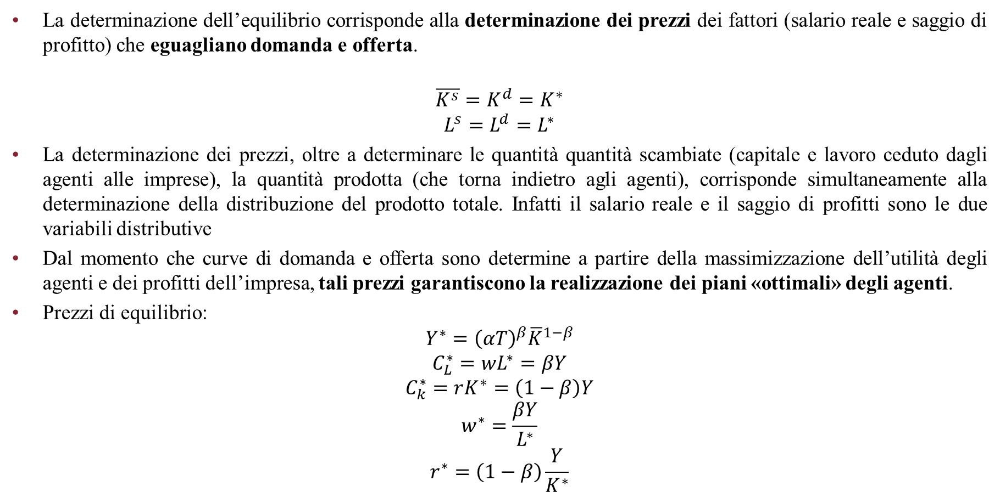 • La determinazione dell’equilibrio corrisponde alla determinazione dei prezzi dei fattori (salario reale e saggio di
profitto) che eguagliano domanda e offerta.
$\overline{K^s} = K^d = K^*$
$L^s = L^d = L^*$
• La determinazione dei prezzi, oltre a determinare le quantità quantità scambiate (capitale e lavoro ceduto dagli
agenti alle imprese), la quantità prodotta (che torna indietro agli agenti), corrisponde simultaneamente alla
determinazione della distribuzione del prodotto totale. Infatti il salario reale e il saggio di profitti sono le due
variabili distributive
• Dal momento che curve di domanda e offerta sono determine a partire della massimizzazione dell’utilità degli
agenti e dei profitti dell’impresa, tali prezzi garantiscono la realizzazione dei piani «ottimali» degli agenti.
• Prezzi di equilibrio:
$Y^* = (\alpha T)^\beta \overline{K}^{1-\beta}$
$C_L^* = wL^* = \beta Y$
$C_k^* = rK^* = (1 - \beta)Y$
$w^* = \frac{\beta Y}{L^*}$
$r^* = (1 - \beta)\frac{Y}{K^*}$